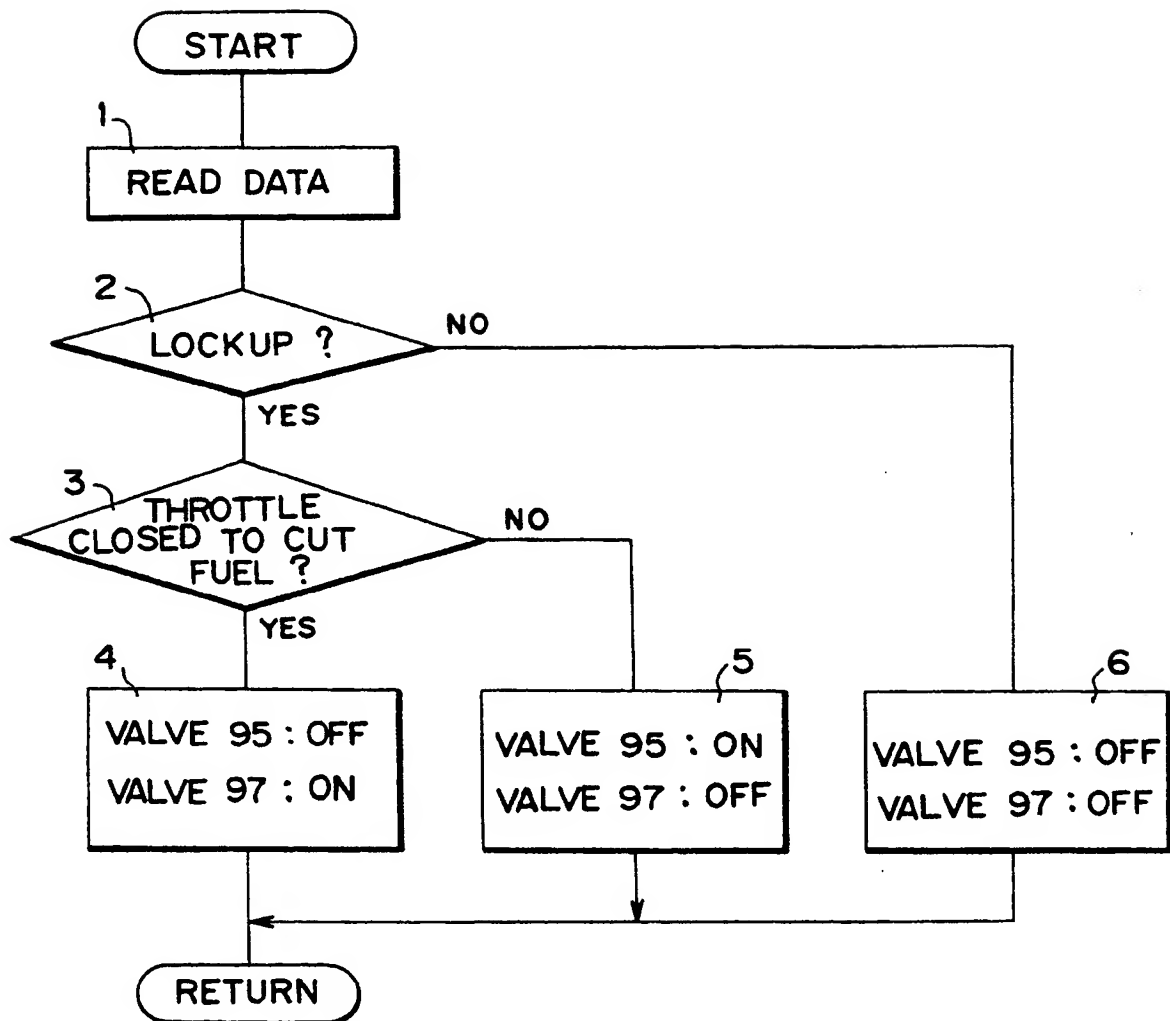 START
1
READ DATA
2
LOCKUP ?
NO
YES
3
THROTTLE
CLOSED TO CUT
FUEL ?
NO
YES
4
VALVE 95 : OFF
VALVE 97 : ON
5
VALVE 95 : ON
VALVE 97 : OFF
6
VALVE 95 : OFF
VALVE 97 : OFF
RETURN